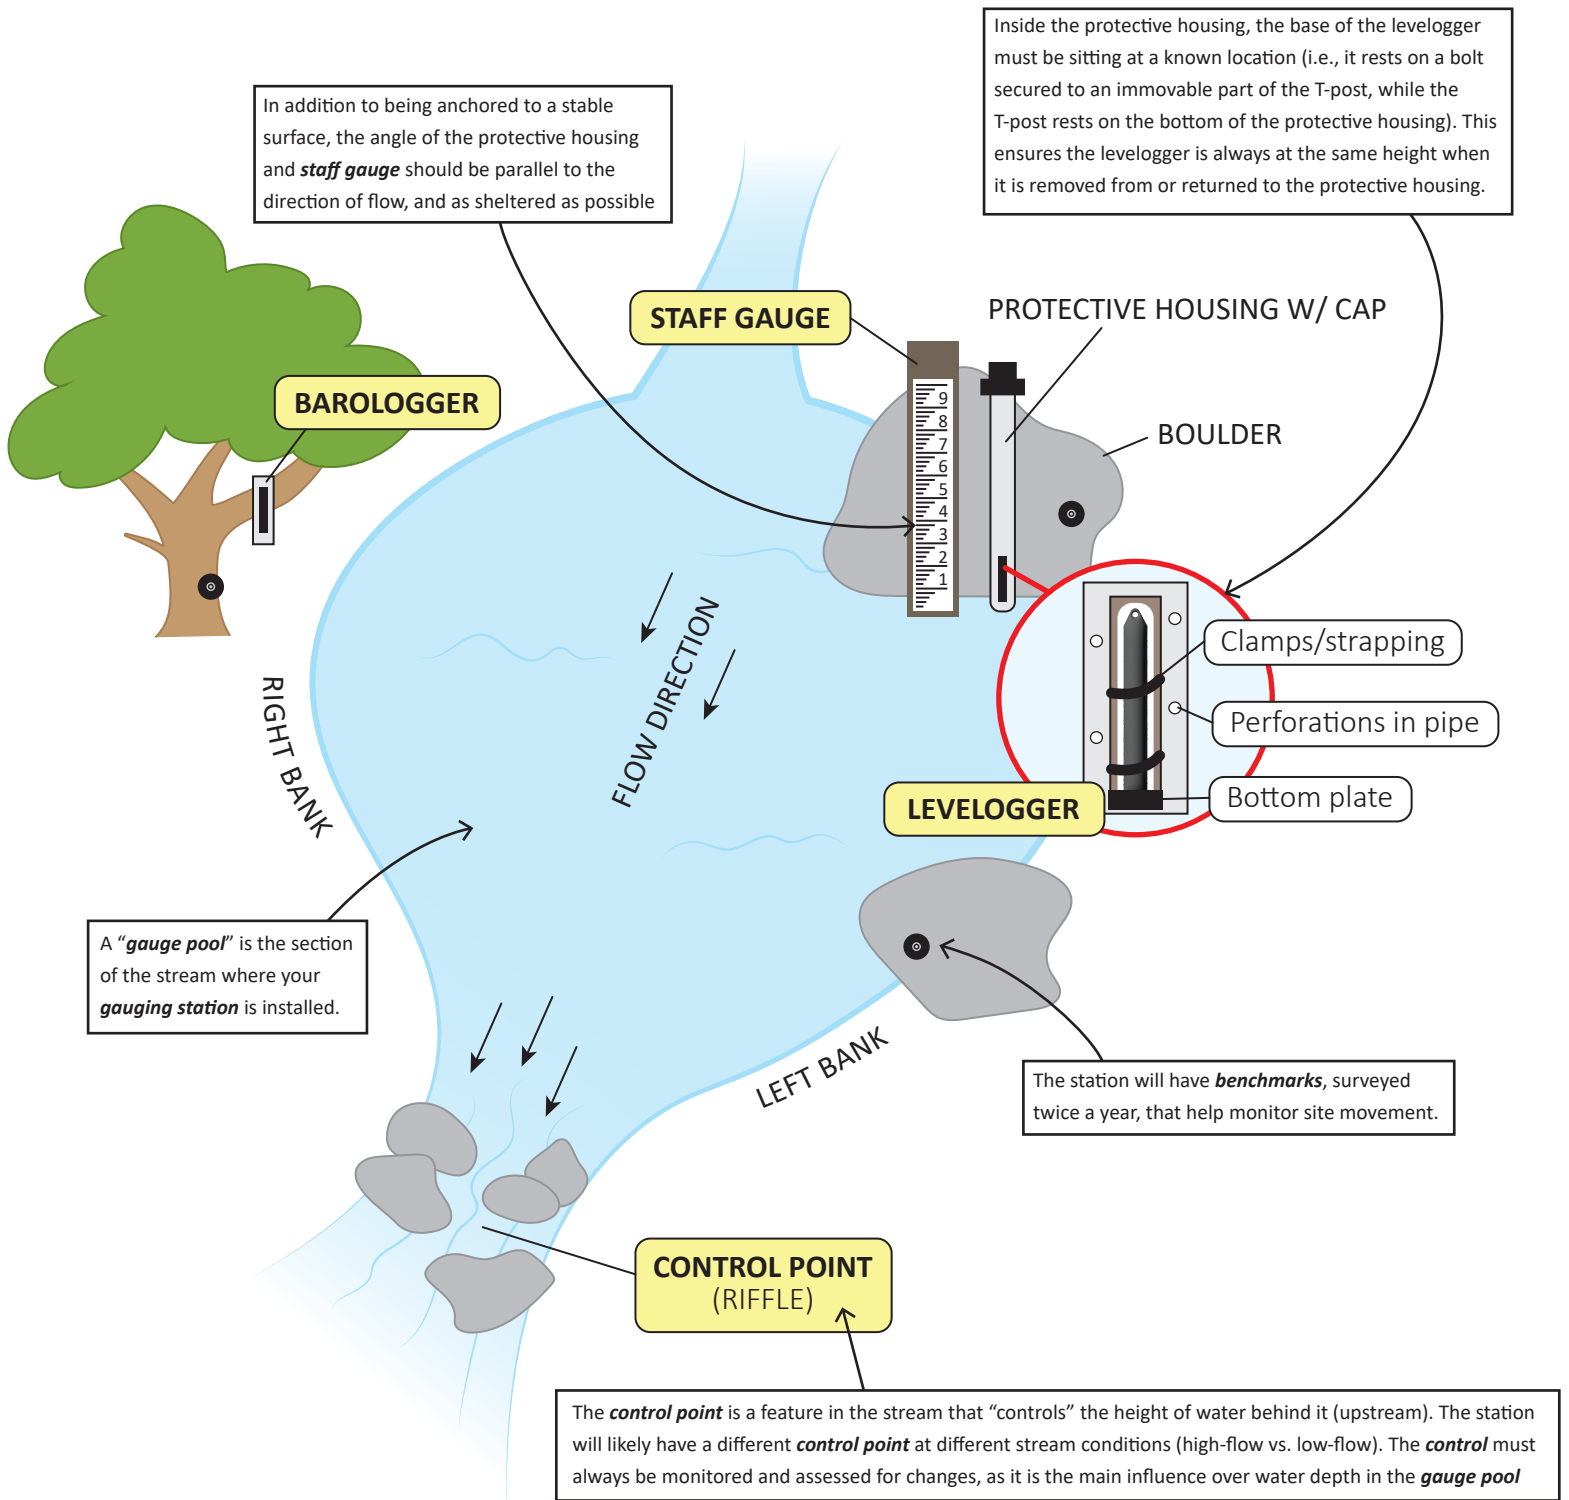 Inside the protective housing, the base of the levelogger
must be sitting at a known location (i.e., it rests on a bolt
secured to an immovable part of the T-post, while the
T-post rests on the bottom of the protective housing). This
ensures the levelogger is always at the same height when
it is removed from or returned to the protective housing.
In addition to being anchored to a stable
surface, the angle of the protective housing
and staff gauge should be parallel to the
direction of flow, and as sheltered as possible
STAFF GAUGE
PROTECTIVE HOUSING W/ CAP
BAROLOGGER
BOULDER
9
8
7
6
5
4
3
2
1
FLOW DIRECTION
RIGHT BANK
Clamps/strapping
Perforations in pipe
Bottom plate
LEVELOGGER
A “gauge pool” is the section
of the stream where your
gauging station is installed.
LEFT BANK
The station will have benchmarks, surveyed
twice a year, that help monitor site movement.
CONTROL POINT
(RIFFLE)
The control point is a feature in the stream that “controls” the height of water behind it (upstream). The station
will likely have a different control point at different stream conditions (high-flow vs. low-flow). The control must
always be monitored and assessed for changes, as it is the main influence over water depth in the gauge pool